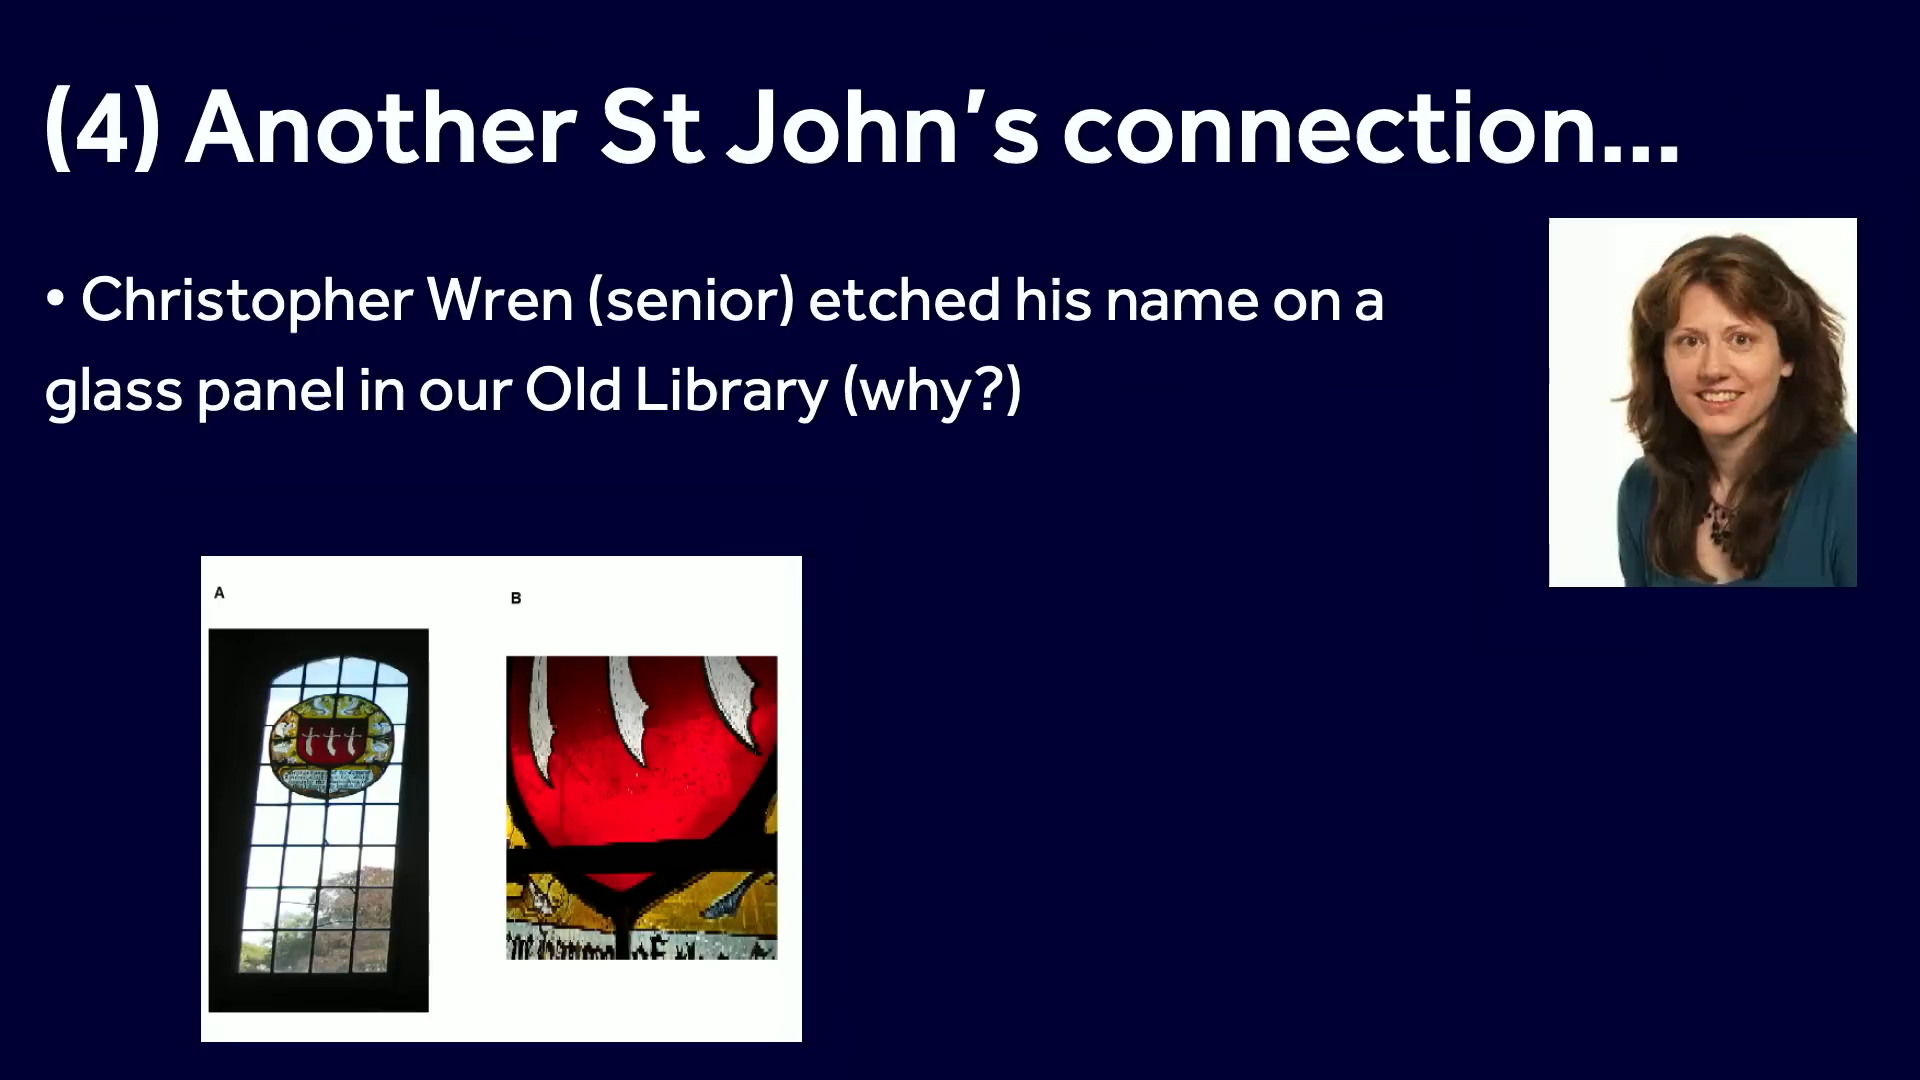 (4) Another St John’s connection...
• Christopher Wren (senior) etched his name on a
glass panel in our Old Library (why?)
A
B